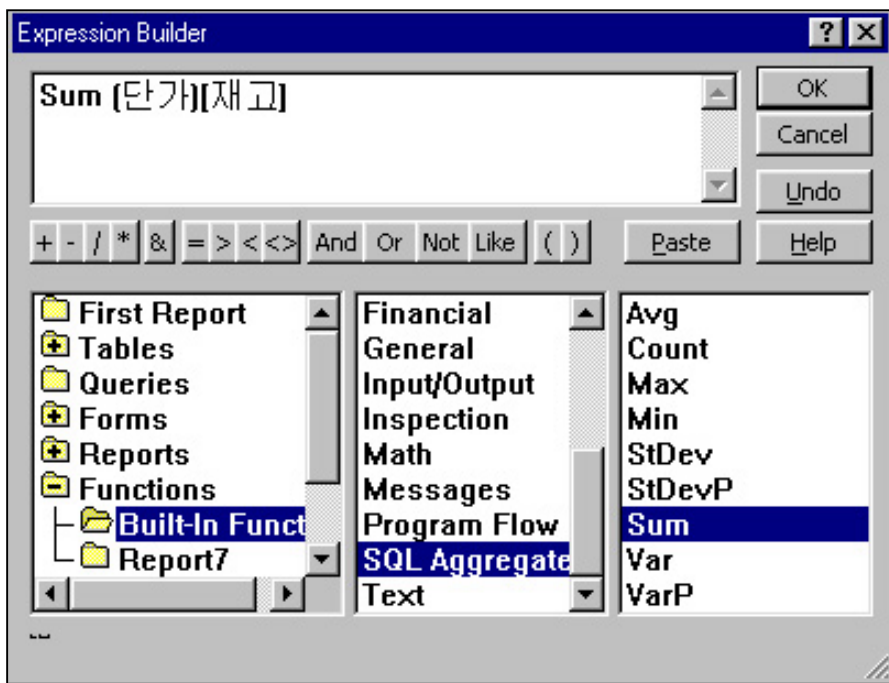 Expression Builder
Sum (단가)[재고]
OK
Cancel
Undo
+ - / * & = > < <> And Or Not Like ( ) Paste Help
First Report
Tables
Queries
Forms
Reports
Functions
Built-In Funct
Report7
Financial
General
Input/Output
Inspection
Math
Messages
Program Flow
SQL Aggregate
Text
Avg
Count
Max
Min
StDev
StDevP
Sum
Var
VarP